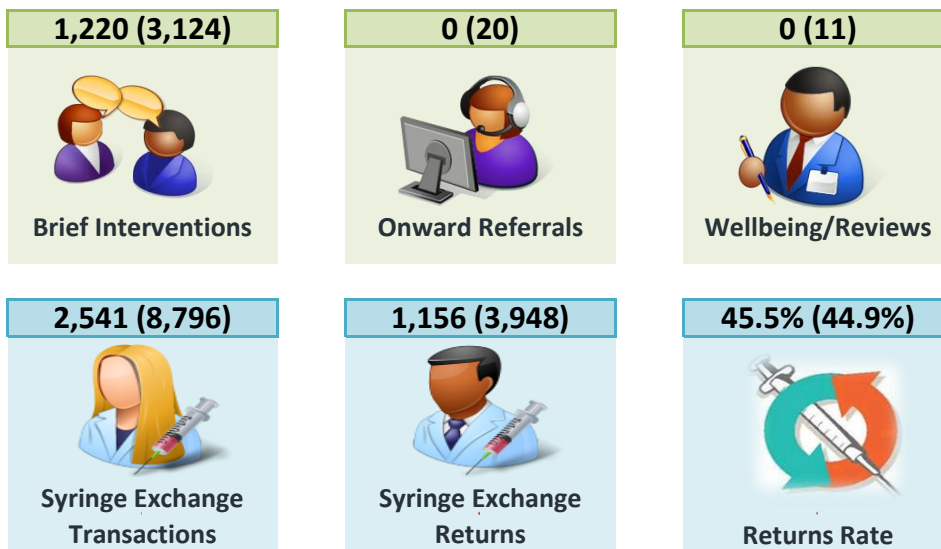 1,220 (3,124)
0 (20)
0 (11)
Brief Interventions
Onward Referrals
Wellbeing/Reviews
2,541 (8,796)
1,156 (3,948)
45.5% (44.9%)
Syringe Exchange
Transactions
Syringe Exchange
Returns
Returns Rate